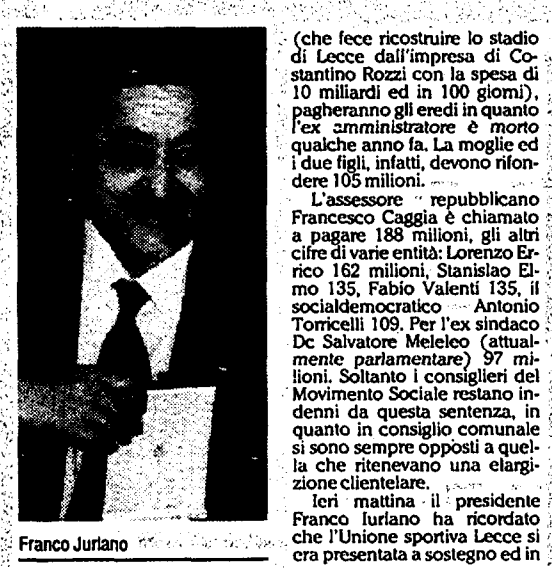 (che fece ricostruire lo stadio
di Lecce dall'impresa di Co-
stantino Rozzi con la spesa di
10 miliardi ed in 100 giorni),
pagheranno gli eredi in quanto
l'ex amministratore è morto
qualche anno fa. La moglie ed
i due figli, infatti, devono rifon-
dere 105 milioni.
L'assessore repubblicano
Francesco Caggia è chiamato
a pagare 188 milioni, gli altri
cifre di varie entità: Lorenzo Er-
rico 162 milioni, Stanislao El-
mo 135, Fabio Valenti 135, il
socialdemocratico Antonio
Torricelli 109. Per l'ex sindaco
Dc Salvatore Meleleo (attual-
mente parlamentare) 97 mi-
lioni. Soltanto i consiglieri del
Movimento Sociale restano in-
denni da questa sentenza, in
quanto in consiglio comunale
si sono sempre opposti a quel-
la che ritenevano una elargi-
zione clientelare.
Ieri mattina il presidente
Franco Iurlano ha ricordato
che l'Unione sportiva Lecce si
era presentata a sostegno ed in
Franco Jurlano